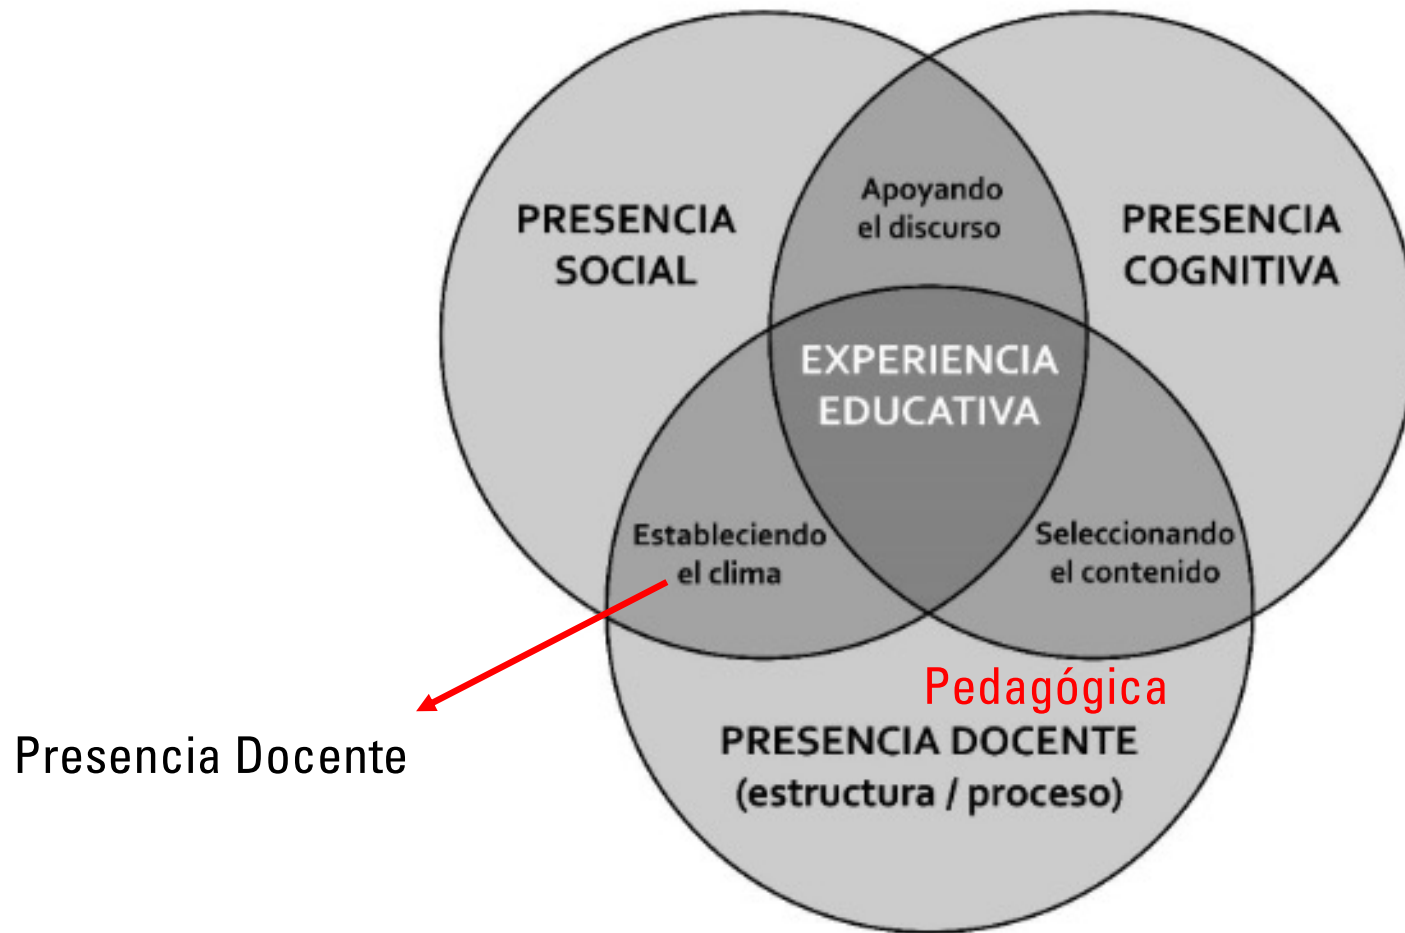 Apoyando
el discurso
PRESENCIA
SOCIAL
PRESENCIA
COGNITIVA
EXPERIENCIA
EDUCATIVA
Estableciendo
el clima
Seleccionando
el contenido
Pedagógica
PRESENCIA DOCENTE
(estructura / proceso)
Presencia Docente